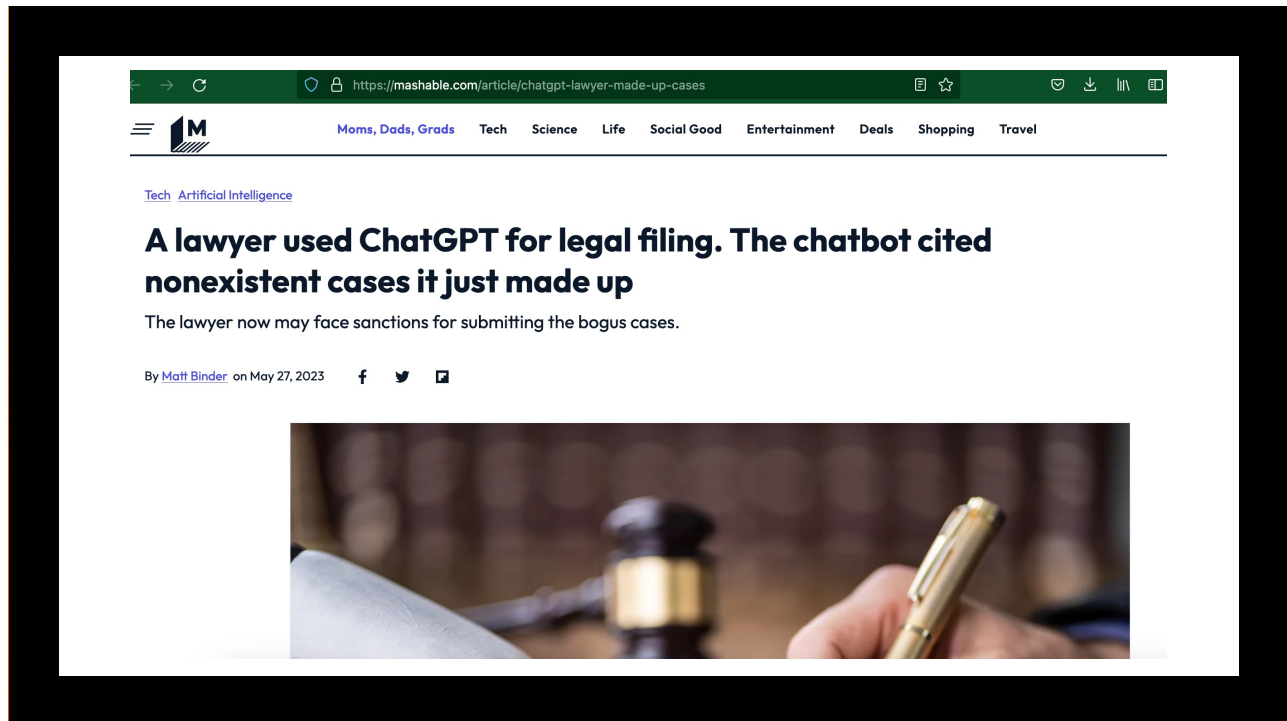 https://mashable.com/article/chatgpt-lawyer-made-up-cases
M
Moms, Dads, Grads Tech Science Life Social Good Entertainment Deals Shopping Travel
Tech Artificial Intelligence
A lawyer used ChatGPT for legal filing. The chatbot cited
nonexistent cases it just made up
The lawyer now may face sanctions for submitting the bogus cases.
By Matt Binder on May 27, 2023